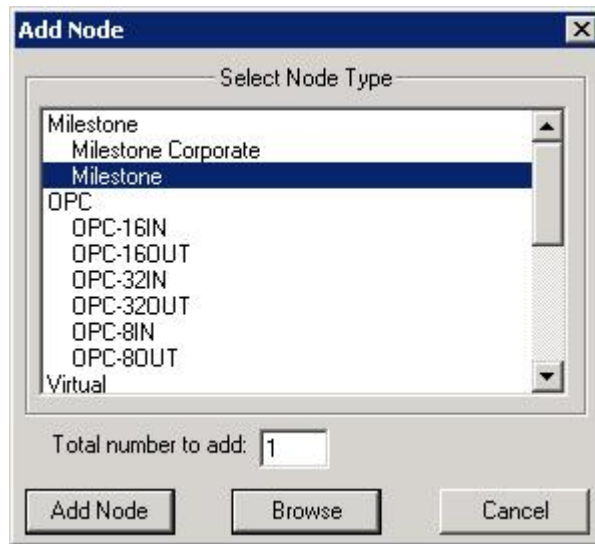 Add Node
Select Node Type
Milestone
Milestone Corporate
Milestone
OPC
OPC-16IN
OPC-16OUT
OPC-32IN
OPC-32OUT
OPC-8IN
OPC-8OUT
Virtual
Total number to add: 1
Add Node Browse Cancel